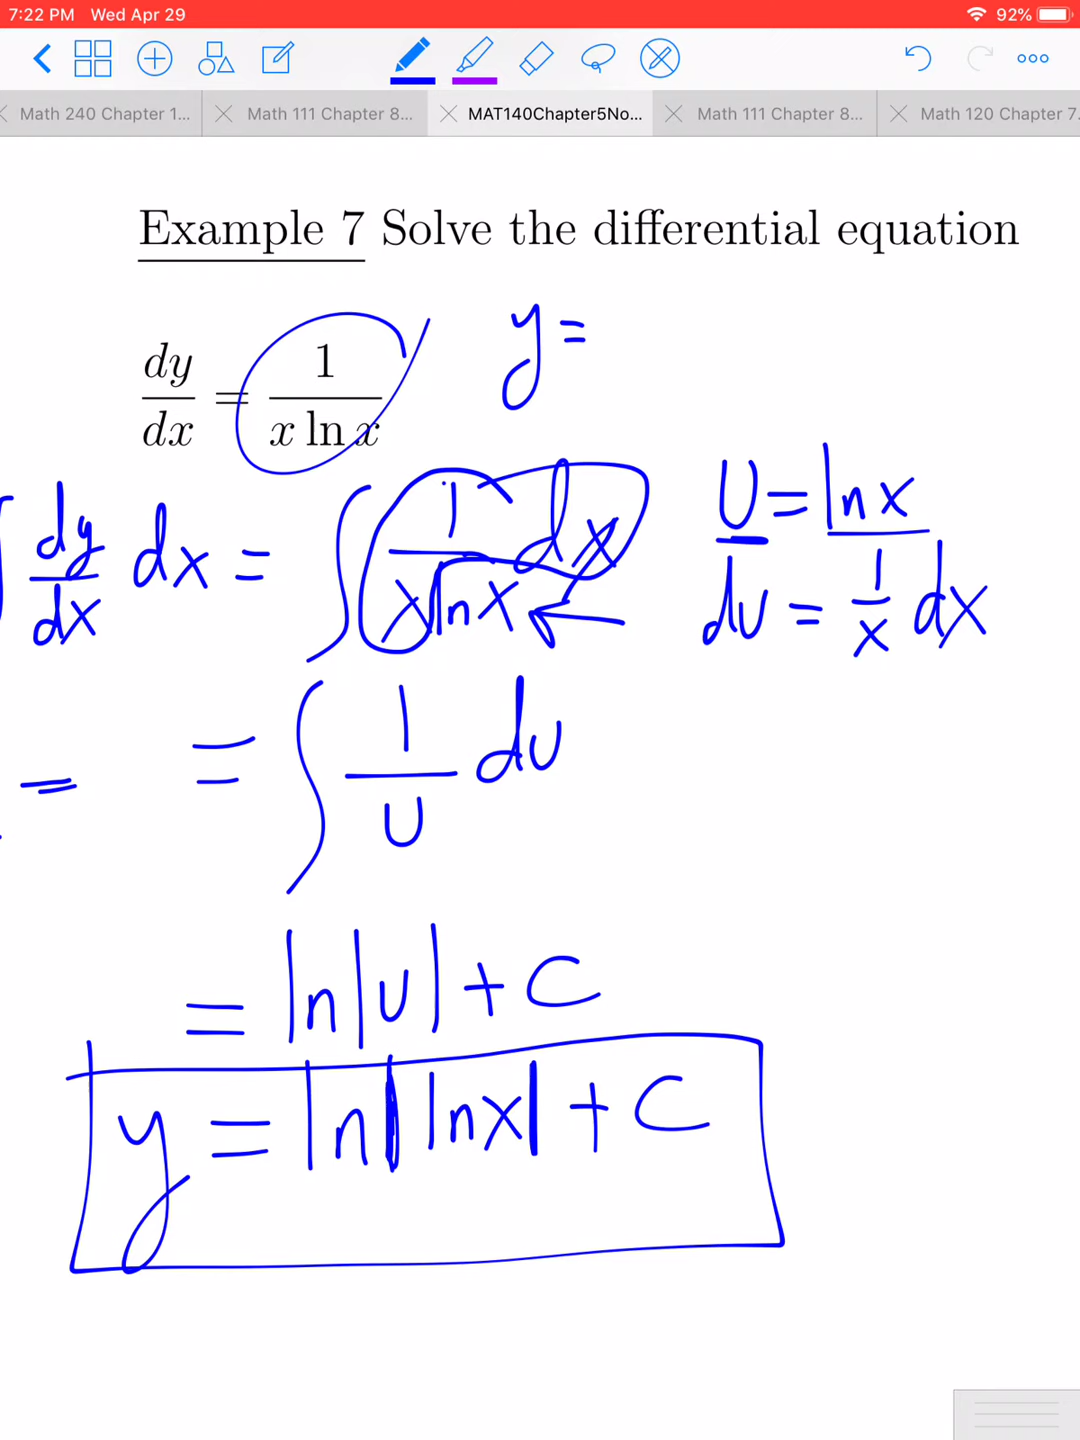 7:22 PM Wed Apr 29 92%
Math 240 Chapter 1... Math 111 Chapter 8... MAT140Chapter5No... Math 111 Chapter 8... Math 120 Chapter 7.
Example 7 Solve the differential equation
dy/dx = 1/(x ln x) y=
∫ dy/dx dx = ∫ 1/(x ln x) dx U = ln x
du = 1/x dx
= = ∫ 1/U du
= ln|U| + C
y = ln|ln x| + C